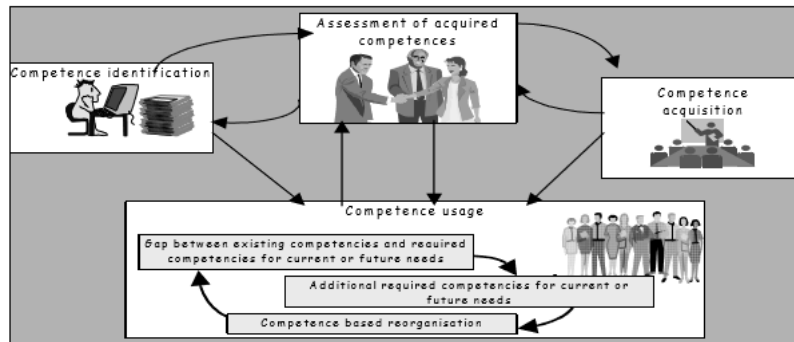 Assessment of acquired
competences
Competence identification
Competence
acquisition
Competence usage
Gap between existing competencies and required
competencies for current or future needs
Additional required competencies for current or
future needs
Competence based reorganisation